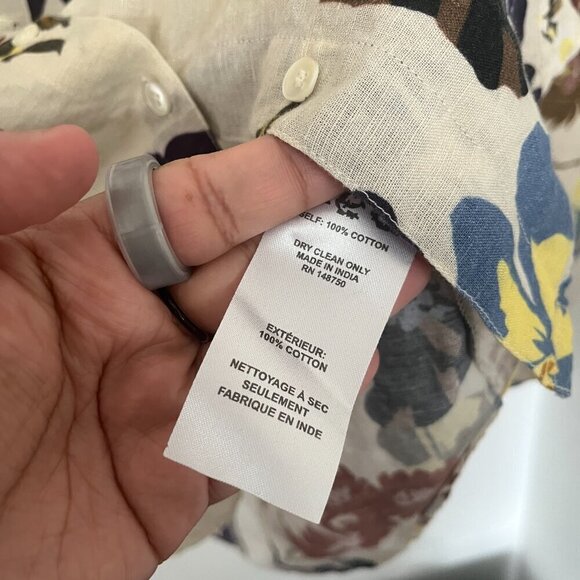 SELF: 100% COTTON
DRY CLEAN ONLY
MADE IN INDIA
RN 148750
EXTÉRIEUR:
100% COTTON
NETTOYAGE À SEC
SEULEMENT
FABRIQUE EN INDE